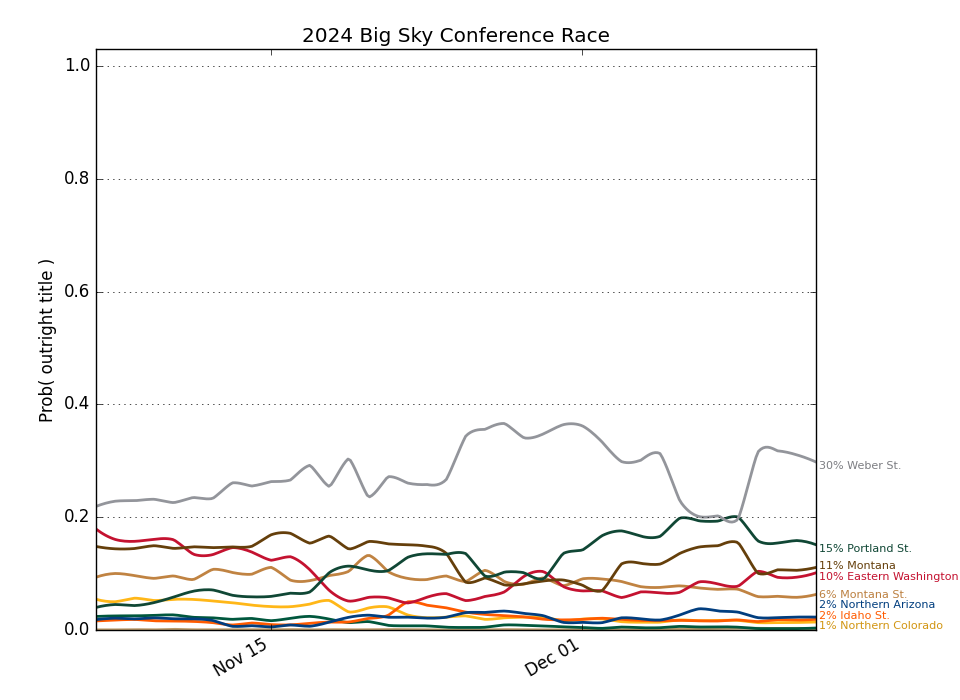 2024 Big Sky Conference Race
Prob( outright title )
1.0
0.8
0.6
0.4
0.2
0.0
Nov 15
Dec 01
30% Weber St.
15% Portland St.
11% Montana
10% Eastern Washington
6% Montana St.
2% Northern Arizona
2% Idaho St.
1% Northern Colorado